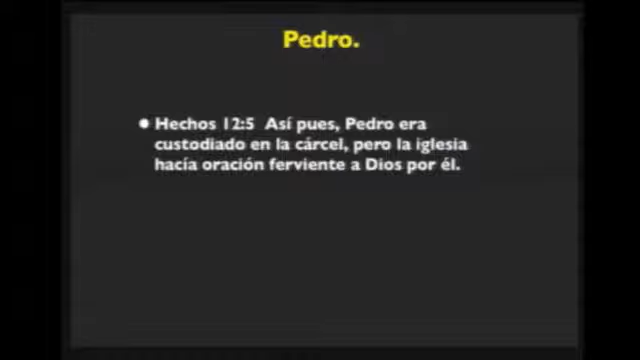 Pedro.
• Hechos 12:5  Así pues, Pedro era
custodiado en la cárcel, pero la iglesia
hacía oración ferviente a Dios por él.